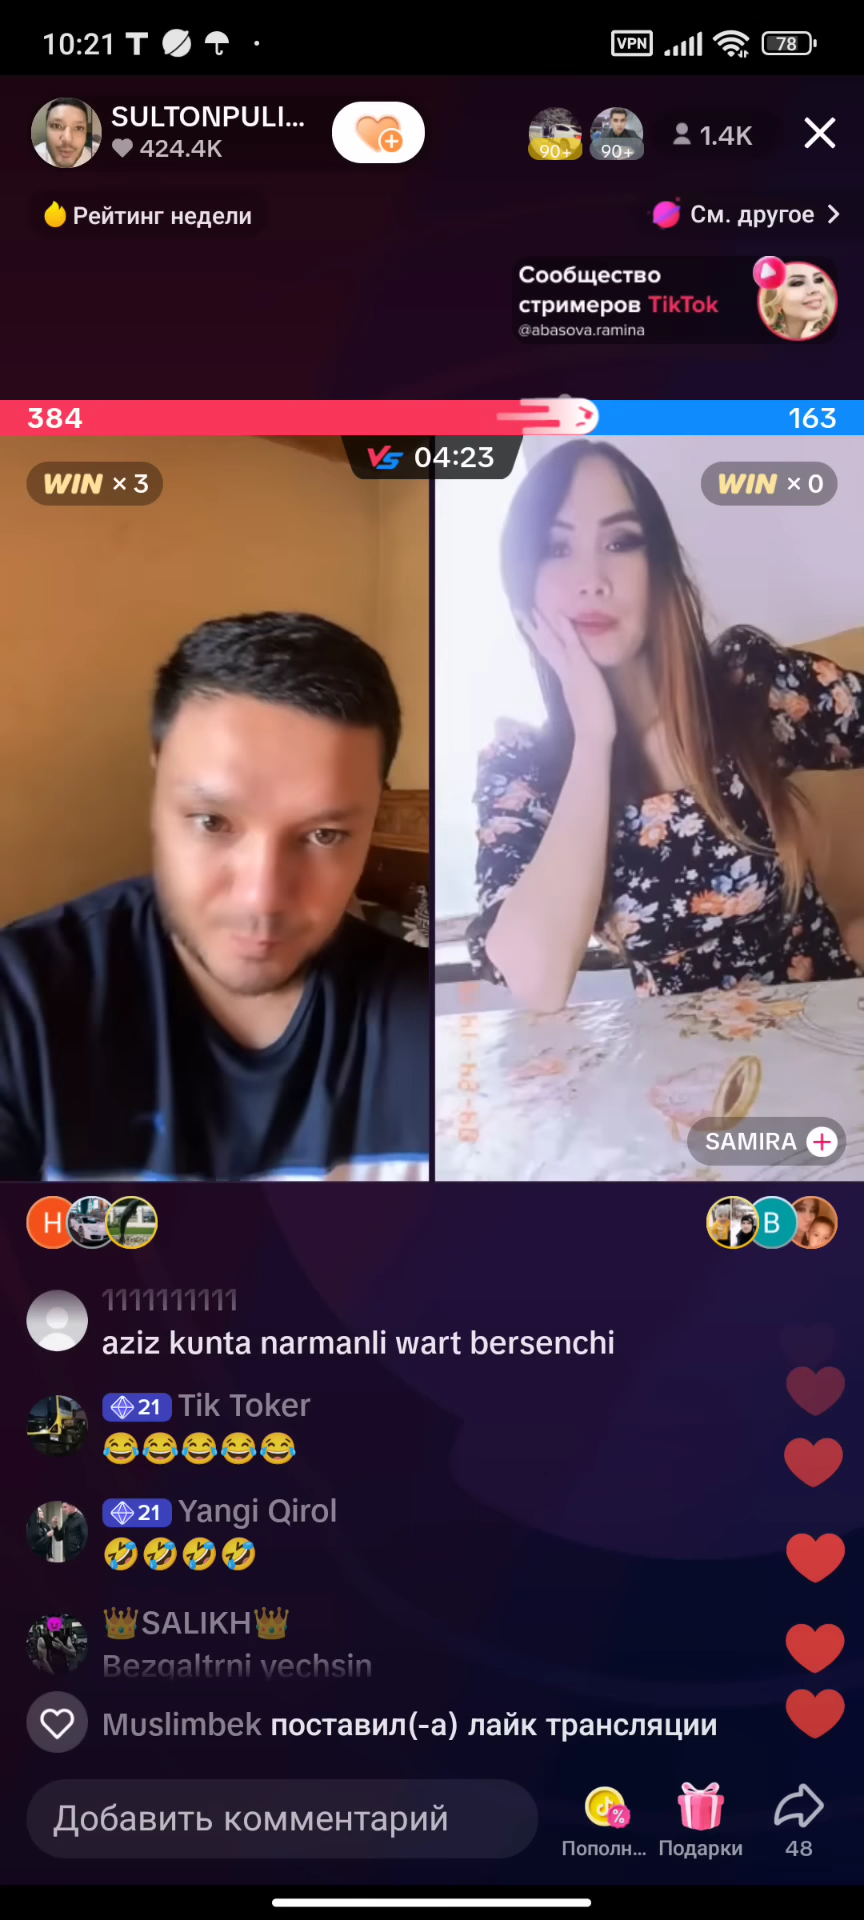 10:21
VPN
78
SULTONPULI...
424.4K
90+
90+
1.4K
Рейтинг недели
См. другое
Сообщество
стримеров TikTok
@abasova.ramina
384
163
VS 04:23
WIN × 3
WIN × 0
SAMIRA
H
B
1111111111
aziz kunta narmanli wart bersenchi
21 Tik Toker
😂😂😂😂😂
21 Yangi Qirol
🤣🤣🤣🤣
👑SALIKH👑
Bezgaltrni yechsin
Muslimbek поставил(-а) лайк трансляции
Добавить комментарий
Пополн...
Подарки
48